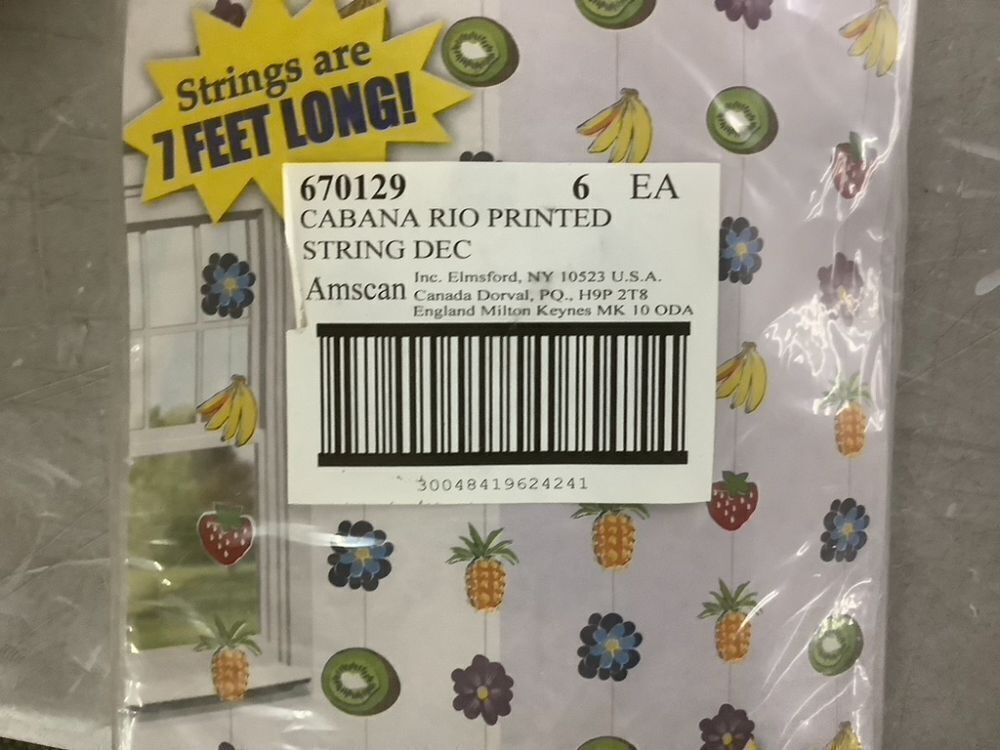 Strings are
7 FEET LONG!
670129 6 EA
CABANA RIO PRINTED
STRING DEC
Amscan
Inc. Elmsford, NY 10523 U.S.A.
Canada Dorval, PQ., H9P 2T8
England Milton Keynes MK 10 ODA
30048419624241